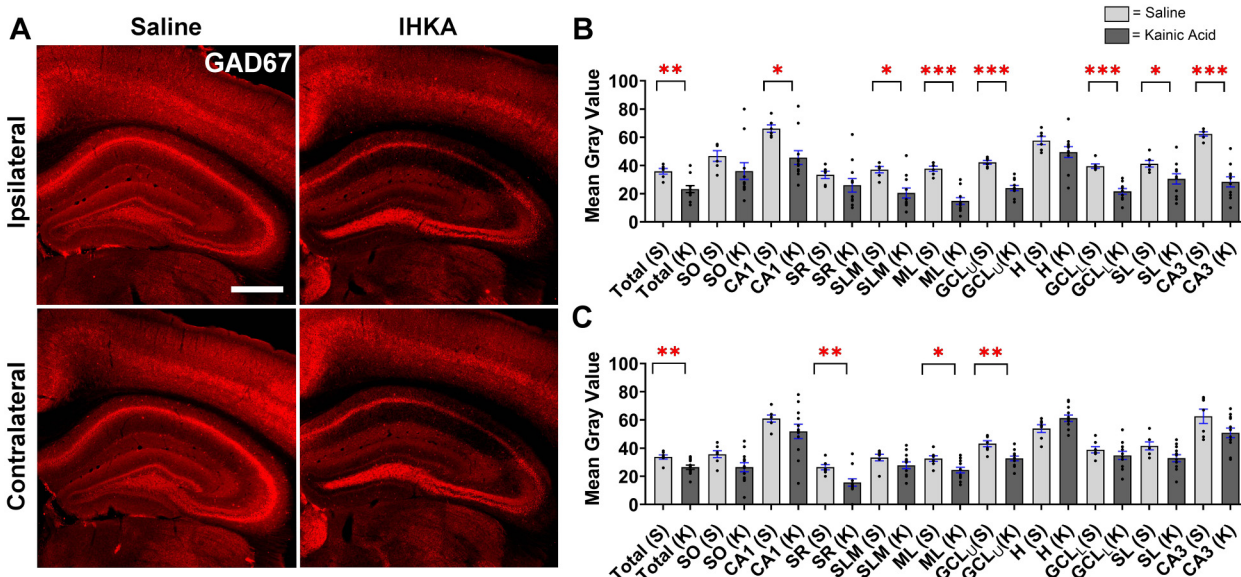 A
Saline
IHKA
GAD67
Ipsilateral
Contralateral
= Saline
= Kainic Acid
B
** * * *** *** *** * ***
Mean Gray Value
100
80
60
40
20
0
Total (S) Total (K) SO (S) SO (K) CA1 (S) CA1 (K) SR (S) SR (K) SLM (S) SLM (K) ML (S) ML (K) GCLU(S) GCLU(K) H (S) H (K) GCLL(S) GCLL(K) SL (S) SL (K) CA3 (S) CA3 (K)
C
** ** * **
Mean Gray Value
100
80
60
40
20
0
Total (S) Total (K) SO (S) SO (K) CA1 (S) CA1 (K) SR (S) SR (K) SLM (S) SLM (K) ML (S) ML (K) GCLU(S) GCLU(K) H (S) H (K) GCLL(S) GCLL(K) SL (S) SL (K) CA3 (S) CA3 (K)